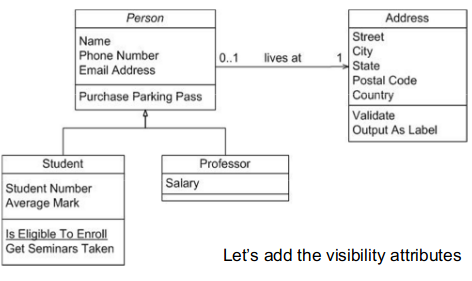 Person
Name
Phone Number
Email Address
Purchase Parking Pass
0..1
lives at
1
Address
Street
City
State
Postal Code
Country
Validate
Output As Label
Student
Student Number
Average Mark
Is Eligible To Enroll
Get Seminars Taken
Professor
Salary
Let's add the visibility attributes